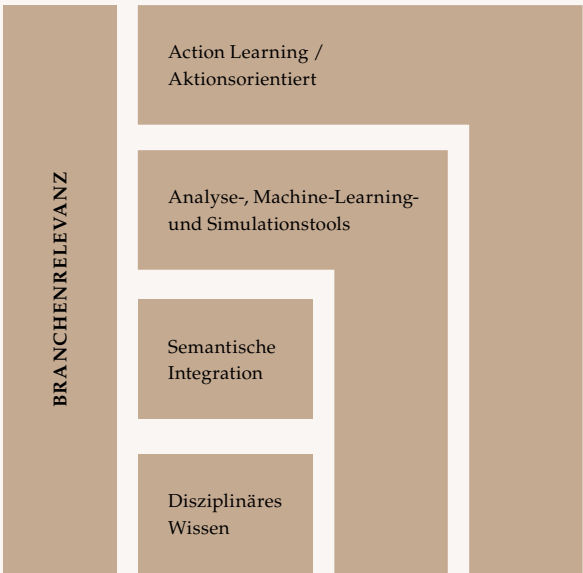 BRANCHENRELEVANZ
Action Learning /
Aktionsorientiert
Analyse-, Machine-Learning-
und Simulationstools
Semantische
Integration
Disziplinäres
Wissen